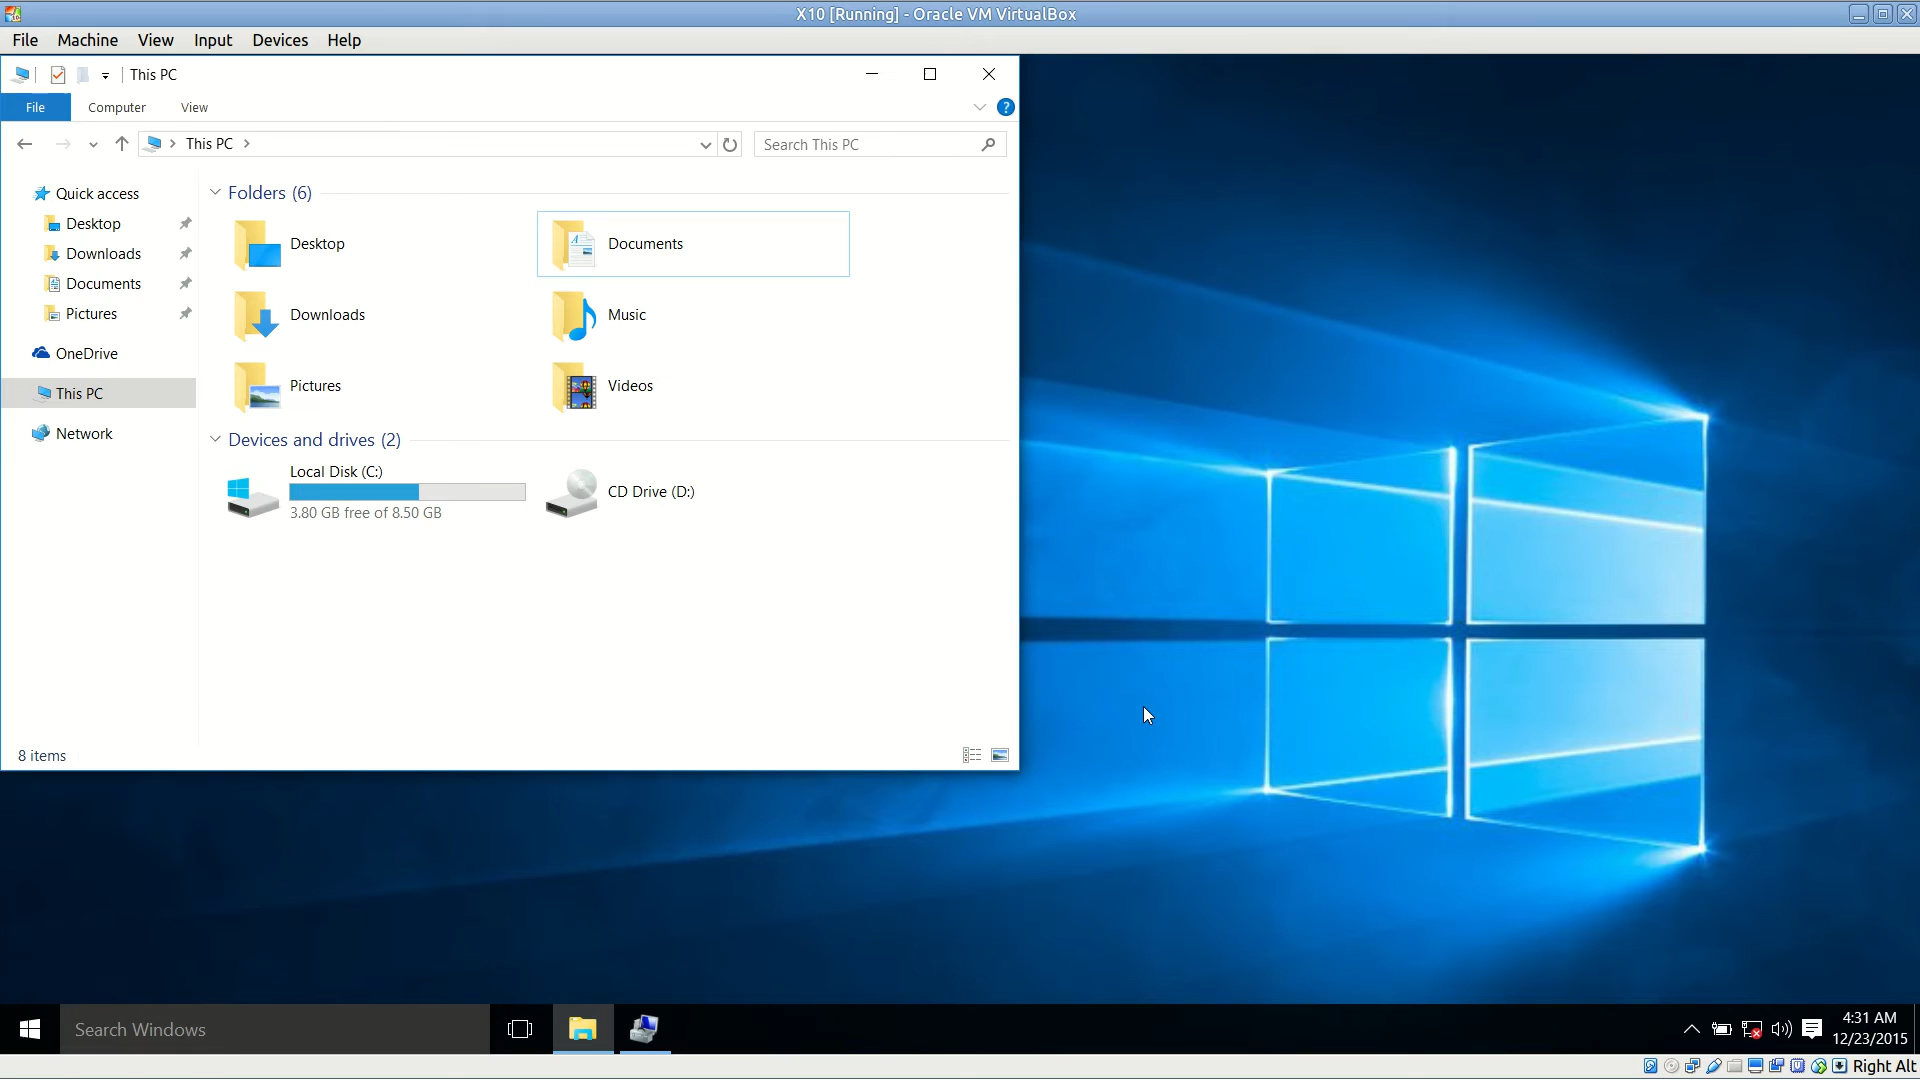 X10 [Running] - Oracle VM VirtualBox
File Machine View Input Devices Help
This PC
File Computer View
?
This PC
Search This PC
Quick access
Desktop
Downloads
Documents
Pictures
OneDrive
This PC
Network
Folders (6)
Desktop
Documents
Downloads
Music
Pictures
Videos
Devices and drives (2)
Local Disk (C:)
3.80 GB free of 8.50 GB
CD Drive (D:)
8 items
Search Windows
4:31 AM
12/23/2015
Right Alt